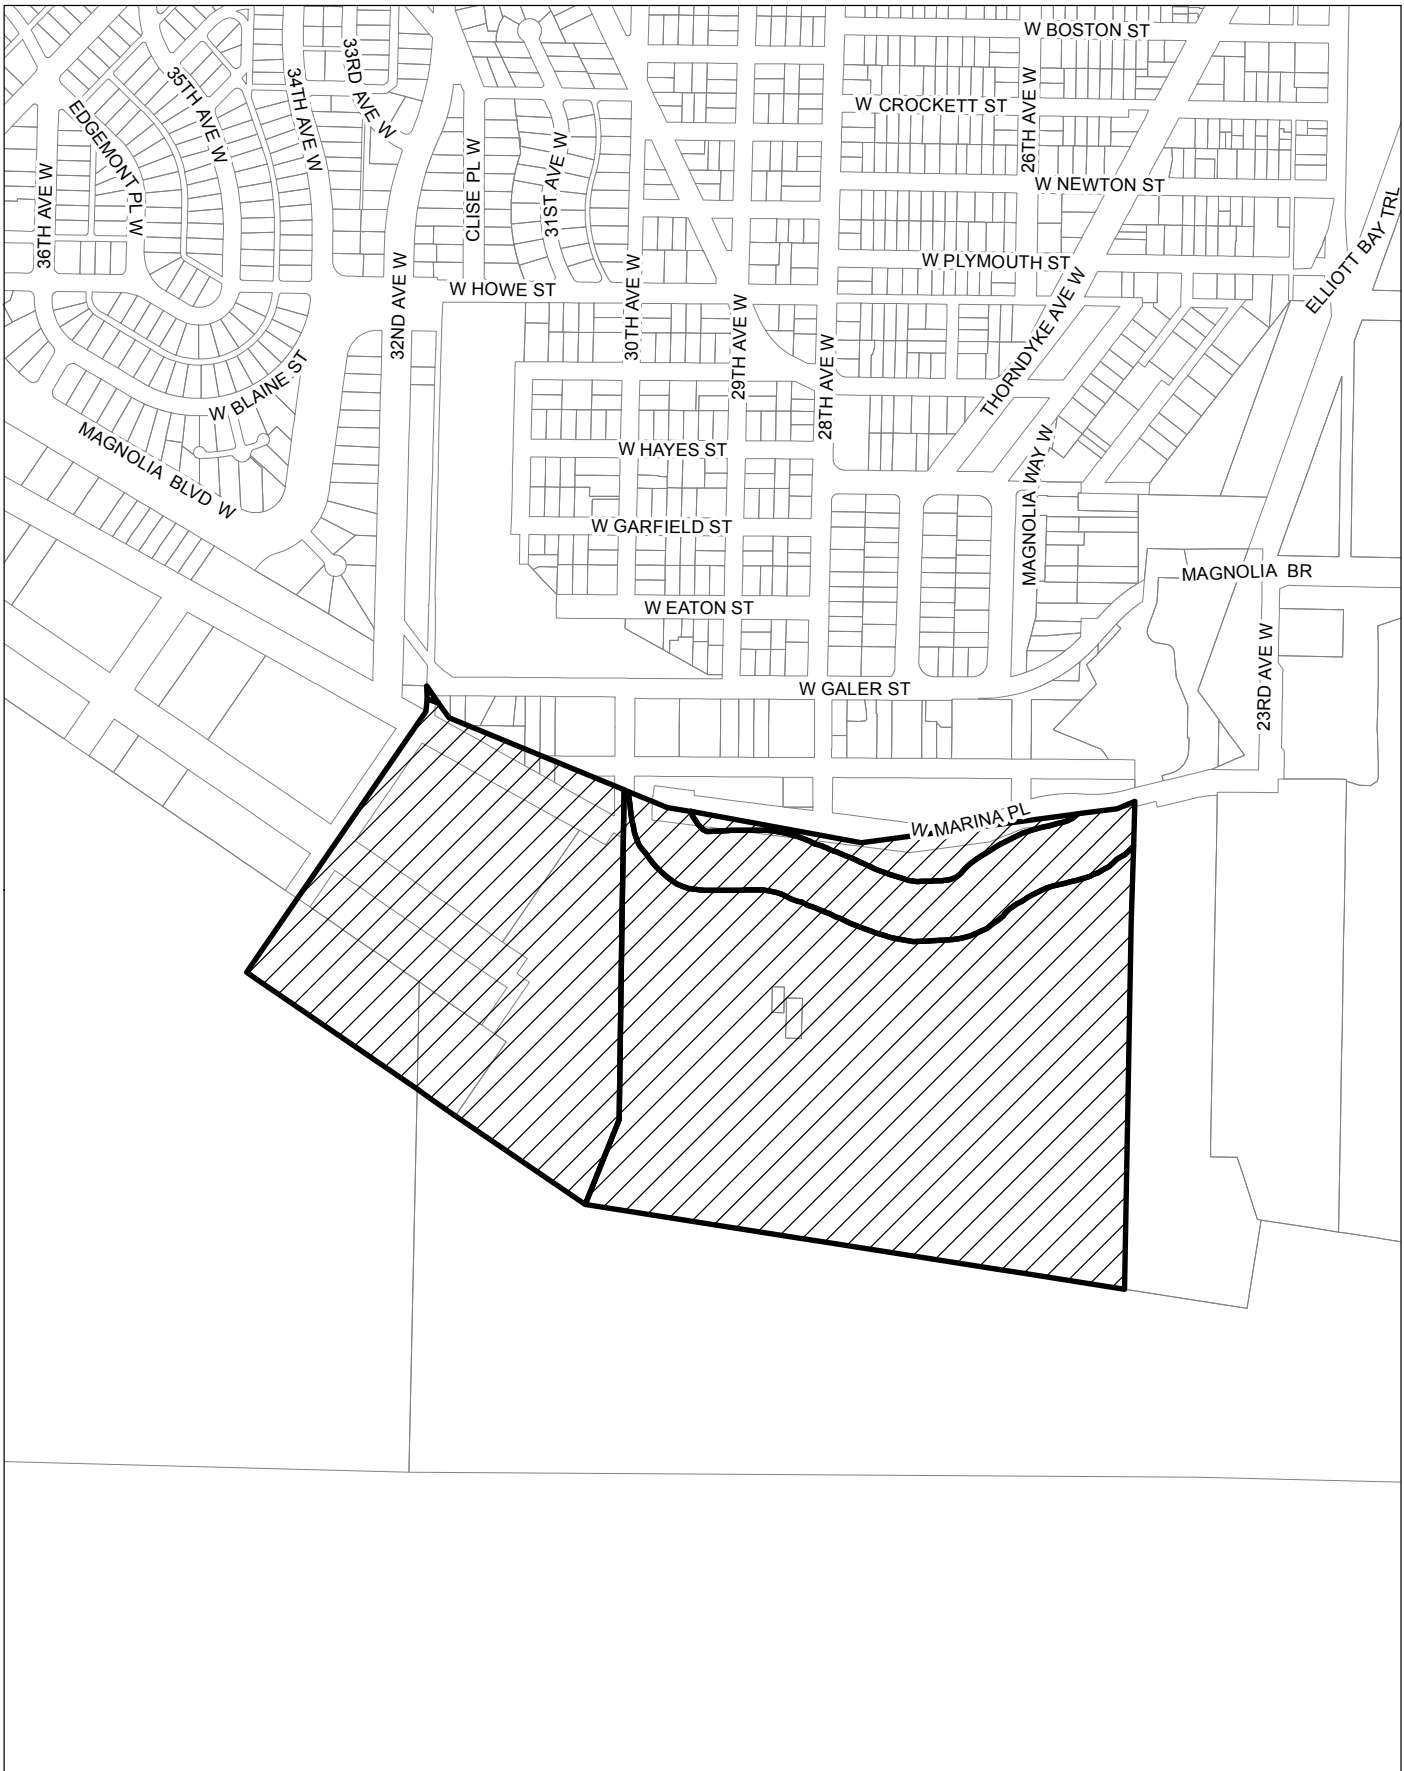 W BOSTON ST
33RD AVE W
35TH AVE W
34TH AVE W
26TH AVE W
W CROCKETT ST
EDGEMONT PL W
CLISE PL W
31ST AVE W
36TH AVE W
W NEWTON ST
ELLIOTT BAY TRL
W PLYMOUTH ST
W HOWE ST
32ND AVE W
30TH AVE W
29TH AVE W
28TH AVE W
THORNDYKE AVE W
W BLAINE ST
MAGNOLIA BLVD W
W HAYES ST
MAGNOLIA WAY W
W GARFIELD ST
MAGNOLIA BR
W EATON ST
23RD AVE W
W GALER ST
W MARINA PL